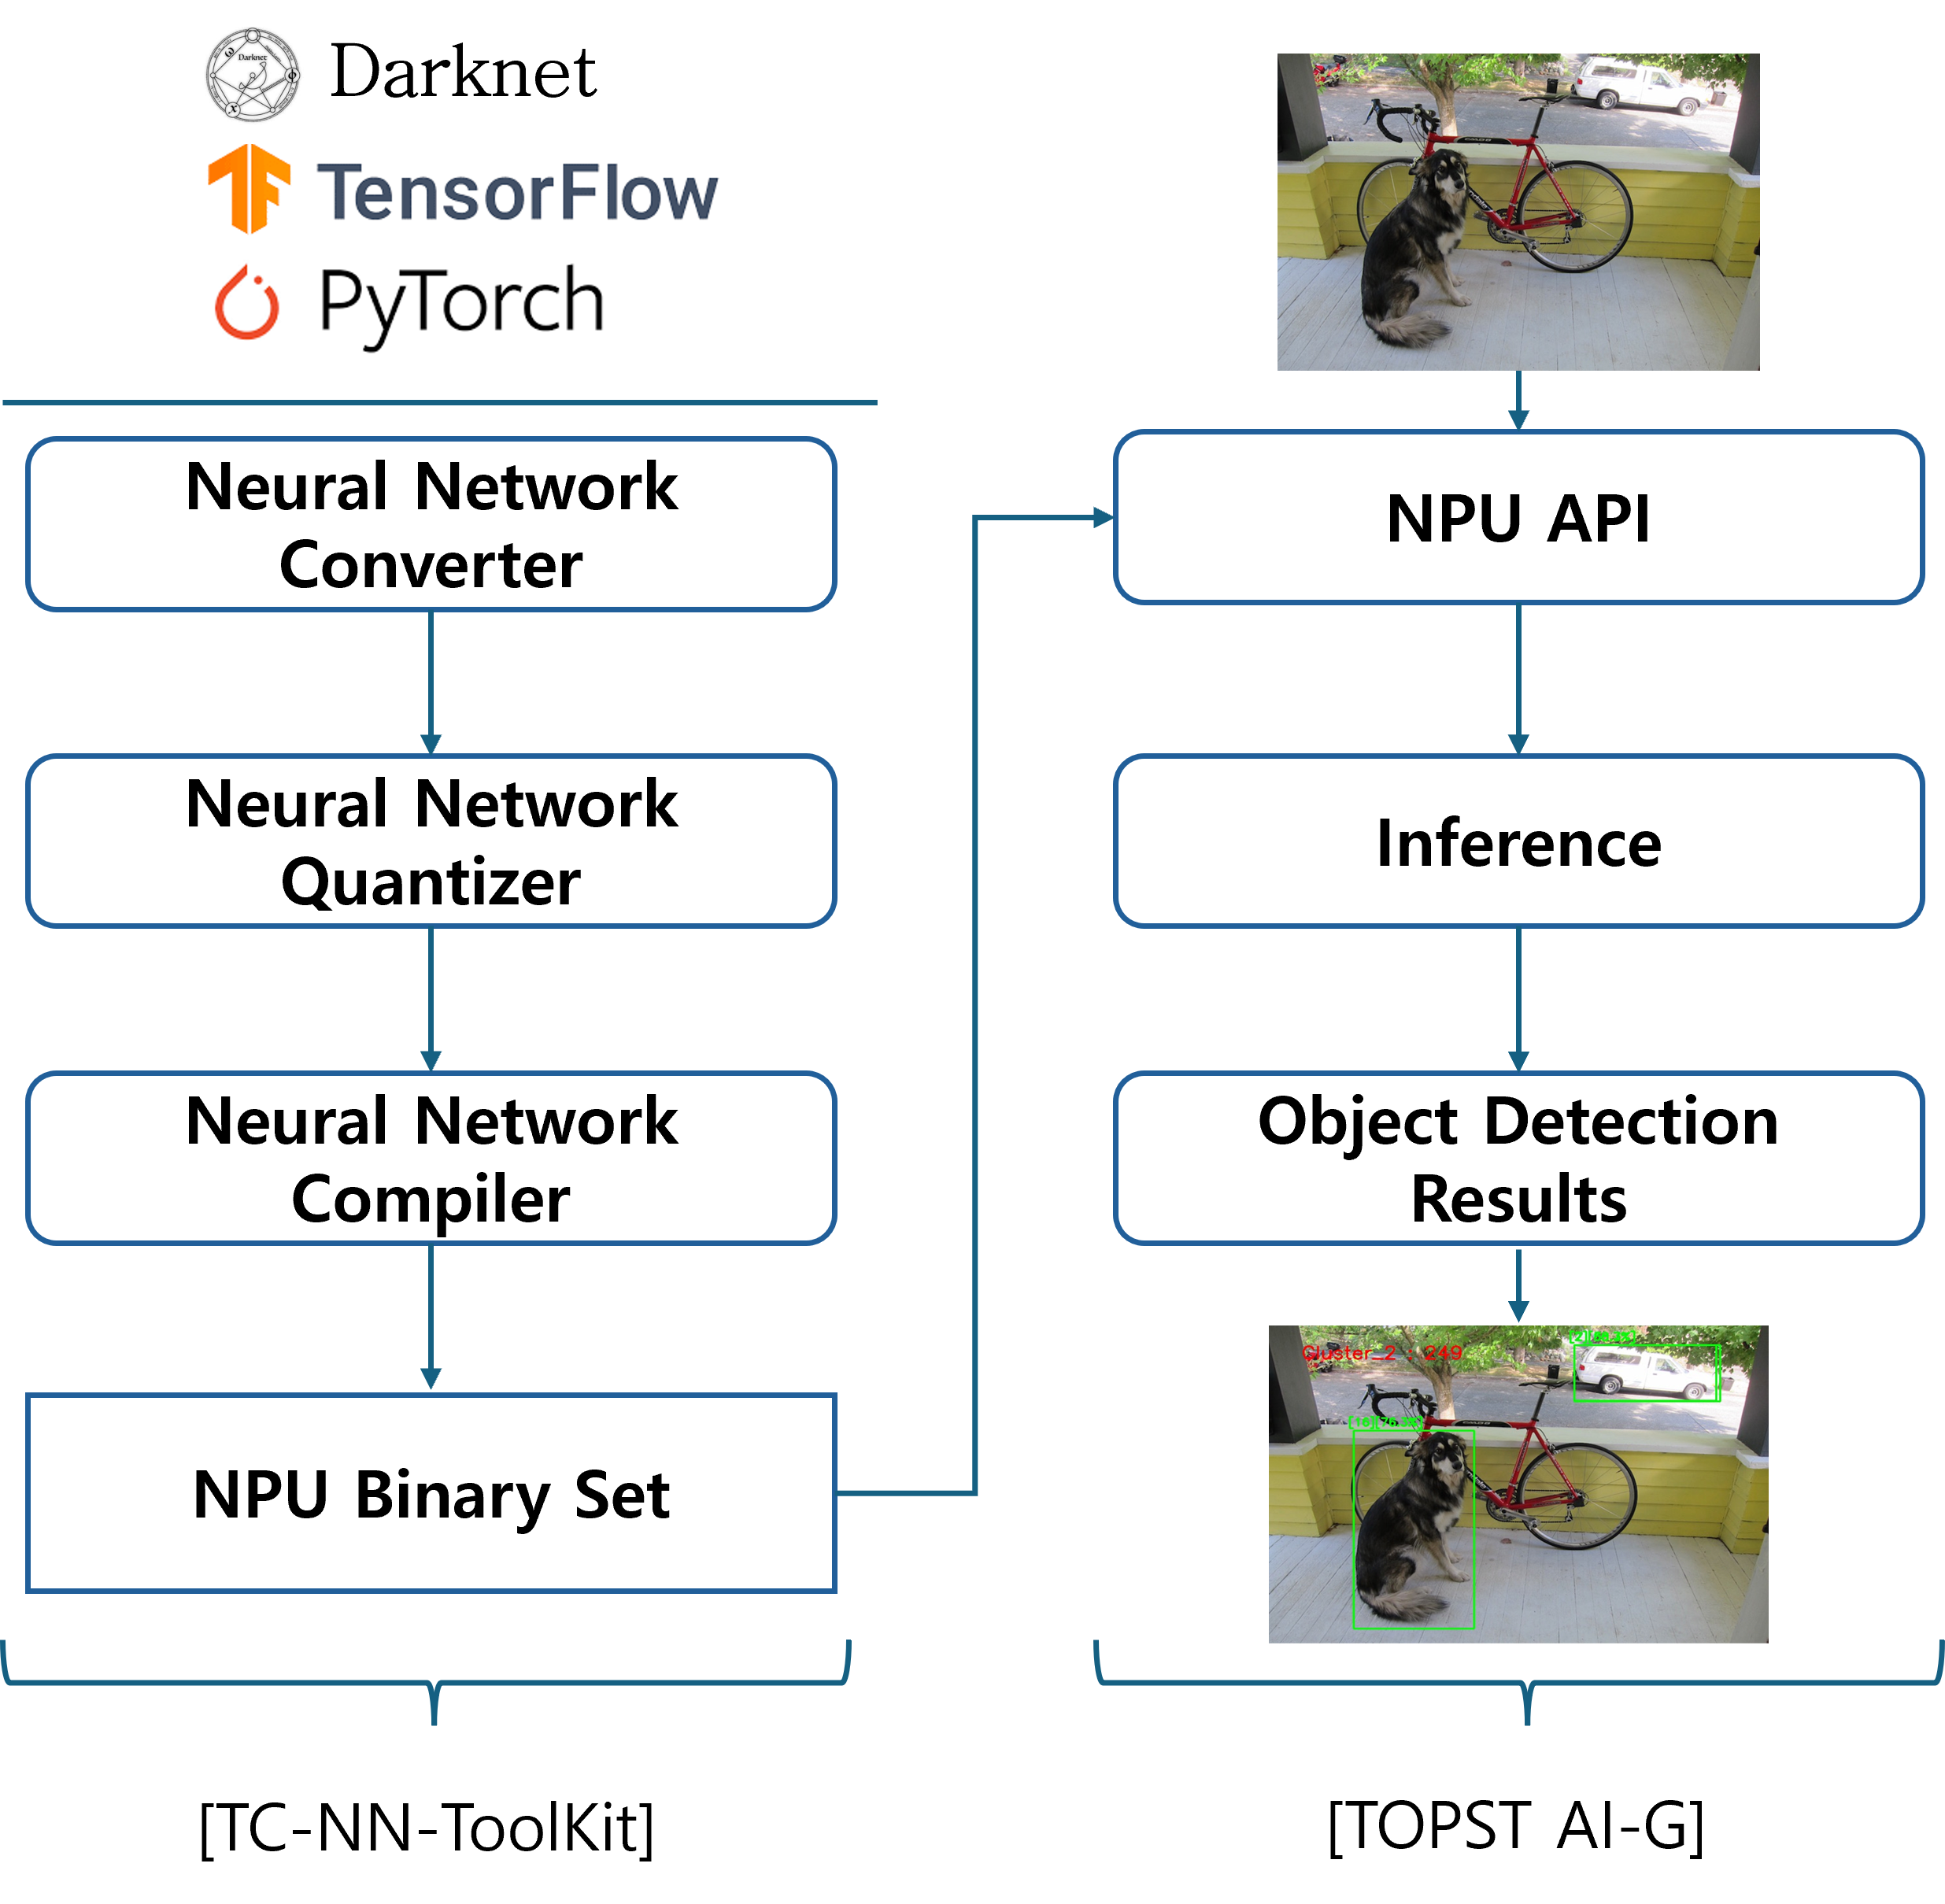 Darknet
TensorFlow
PyTorch
Neural Network
Converter
Neural Network
Quantizer
Neural Network
Compiler
NPU Binary Set
[TC-NN-ToolKit]
NPU API
Inference
Object Detection
Results
Cluster_2 : 249
[TOPST AI-G]